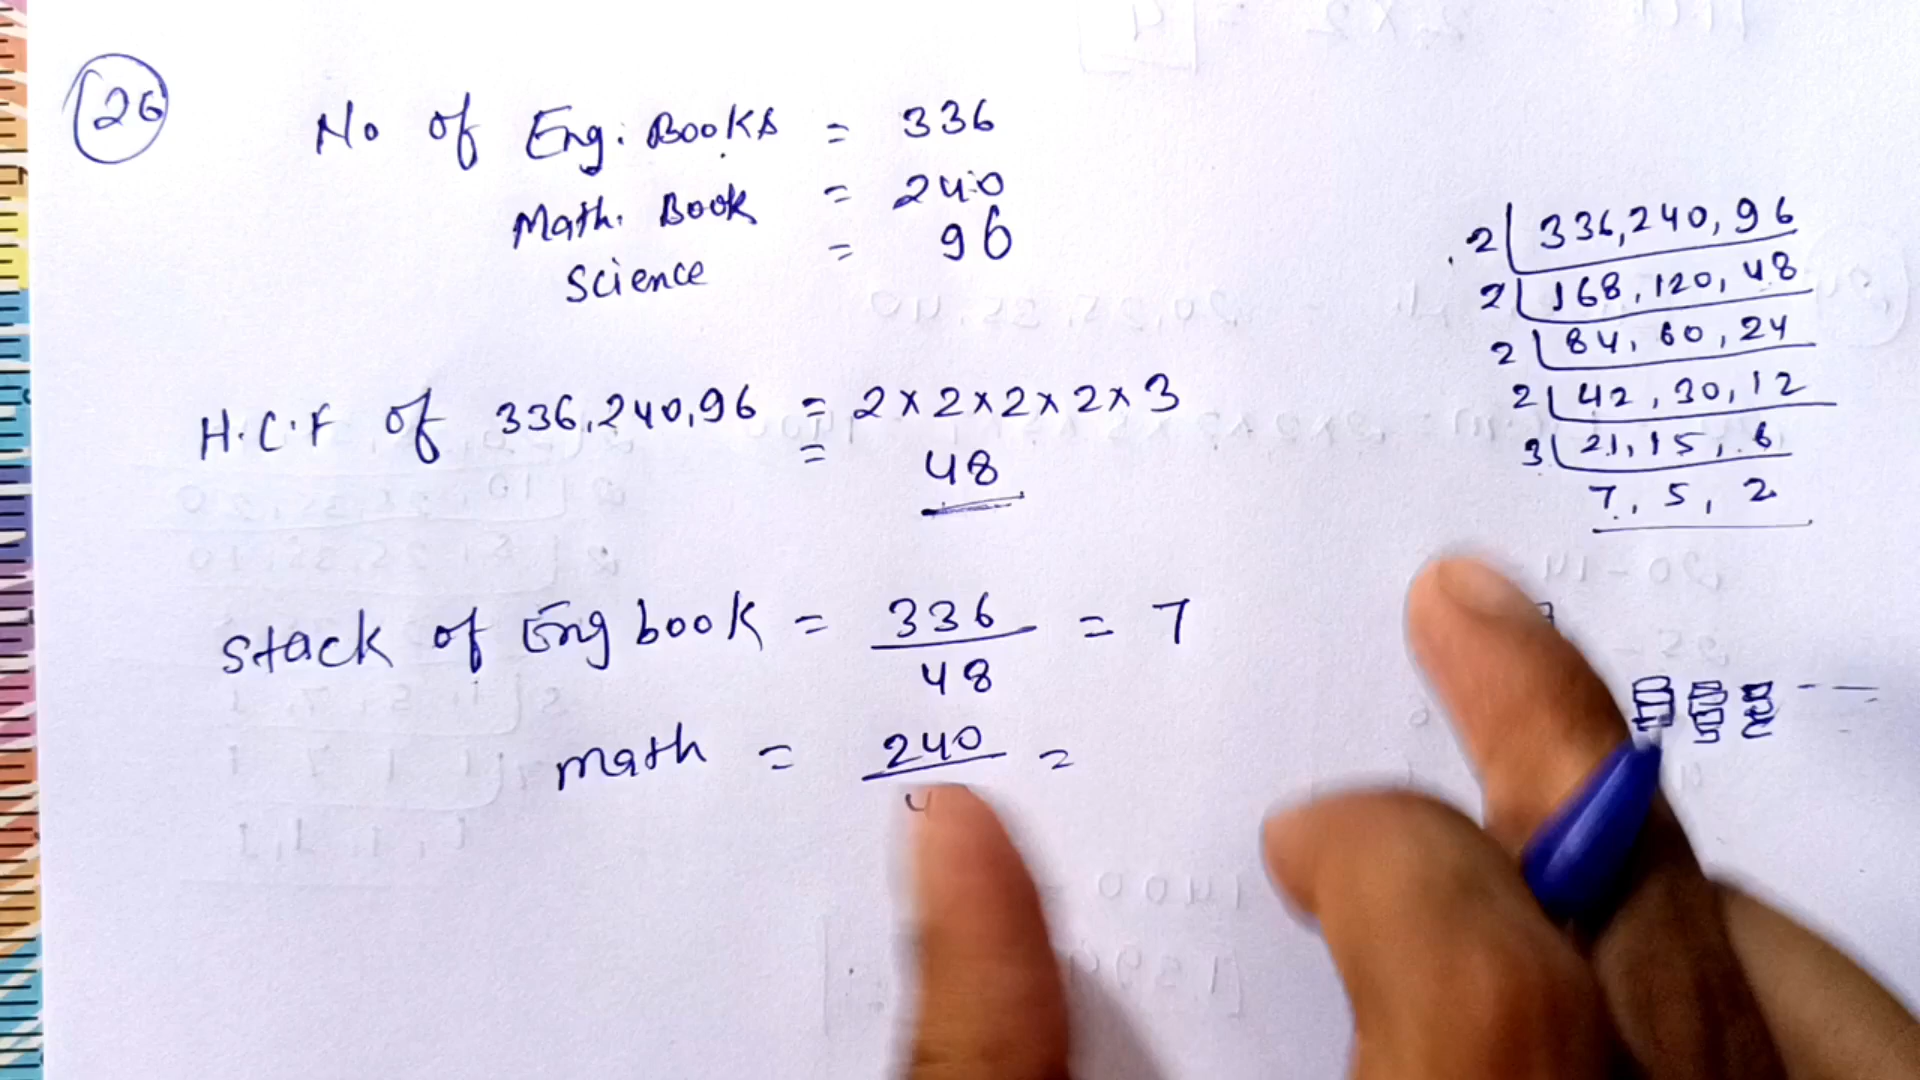 26
No of Eng. Books = 336
Math. Book = 240
Science = 96
H.C.F of 336,240,96 = 2×2×2×2×3
= 48
Stack of Eng book = 336/48 = 7
math = 240/4 =
2 | 336,240,96
2 | 168,120,48
2 | 84,60,24
2 | 42,30,12
3 | 21,15,6
7,5,2